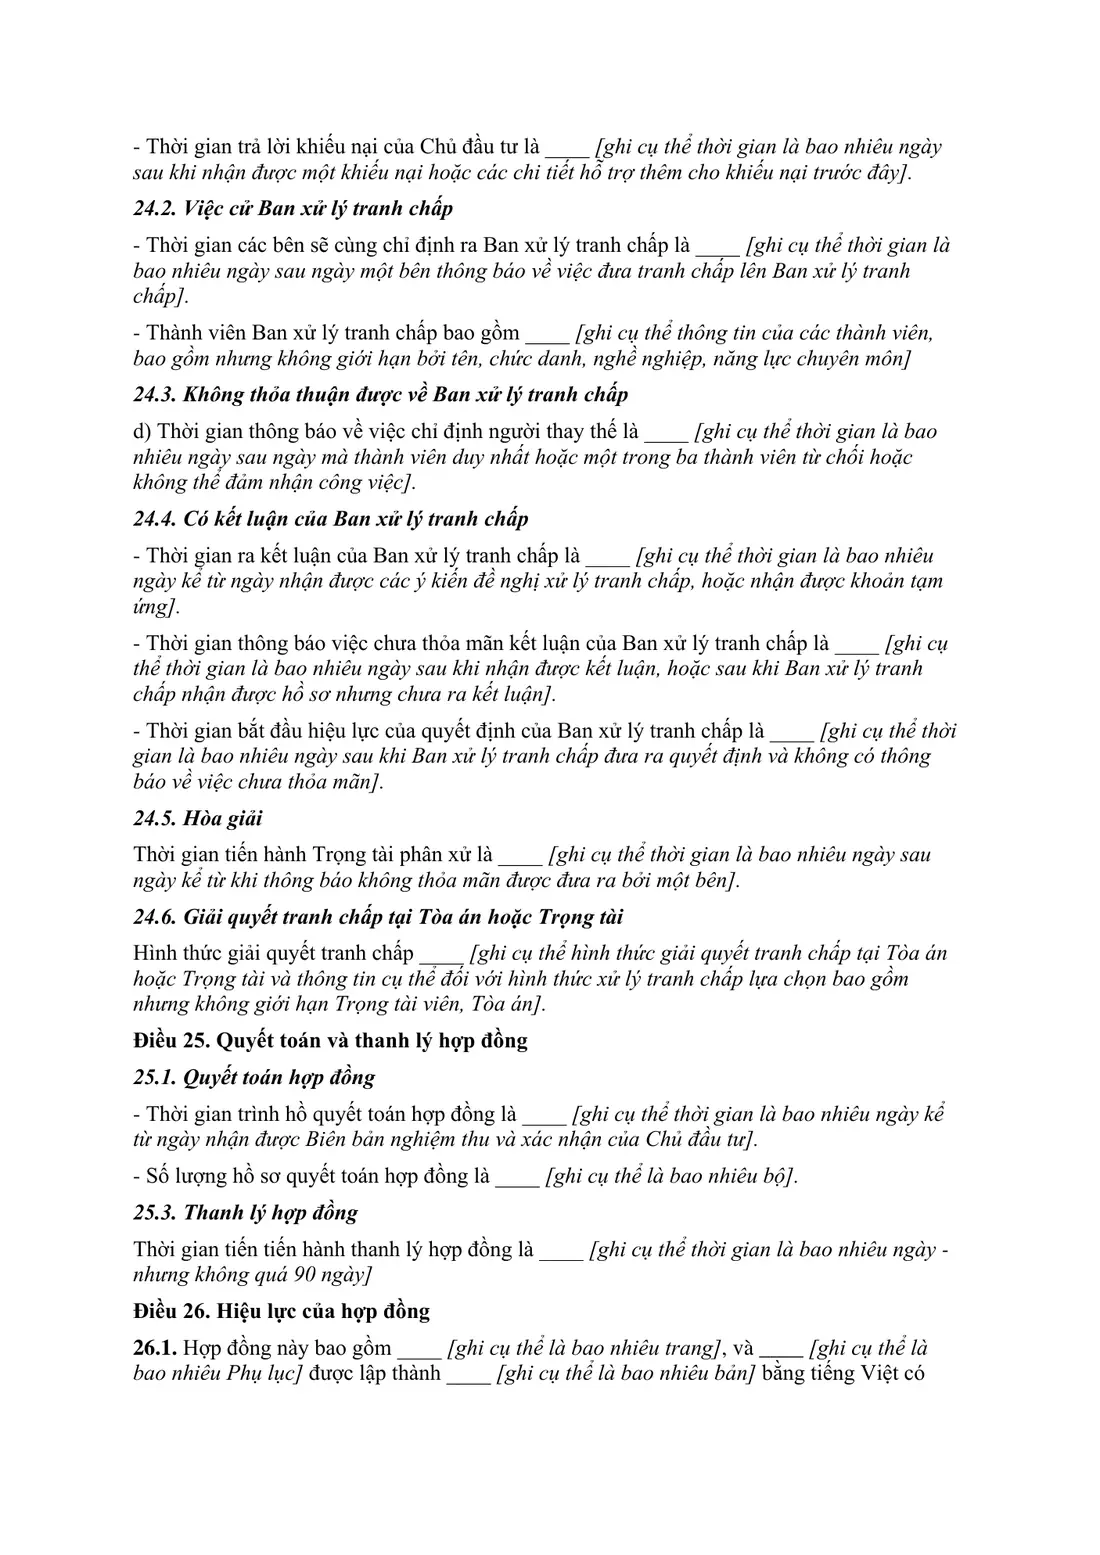 - Thời gian trả lời khiếu nại của Chủ đầu tư là ____ [ghi cụ thể thời gian là bao nhiêu ngày
sau khi nhận được một khiếu nại hoặc các chi tiết hỗ trợ thêm cho khiếu nại trước đây].
24.2. Việc cử Ban xử lý tranh chấp
- Thời gian các bên sẽ cùng chỉ định ra Ban xử lý tranh chấp là ____ [ghi cụ thể thời gian là
bao nhiêu ngày sau ngày một bên thông báo về việc đưa tranh chấp lên Ban xử lý tranh
chấp].
- Thành viên Ban xử lý tranh chấp bao gồm ____ [ghi cụ thể thông tin của các thành viên,
bao gồm nhưng không giới hạn bởi tên, chức danh, nghề nghiệp, năng lực chuyên môn]
24.3. Không thỏa thuận được về Ban xử lý tranh chấp
d) Thời gian thông báo về việc chỉ định người thay thế là ____ [ghi cụ thể thời gian là bao
nhiêu ngày sau ngày mà thành viên duy nhất hoặc một trong ba thành viên từ chối hoặc
không thể đảm nhận công việc].
24.4. Có kết luận của Ban xử lý tranh chấp
- Thời gian ra kết luận của Ban xử lý tranh chấp là ____ [ghi cụ thể thời gian là bao nhiêu
ngày kể từ ngày nhận được các ý kiến đề nghị xử lý tranh chấp, hoặc nhận được khoản tạm
ứng].
- Thời gian thông báo việc chưa thỏa mãn kết luận của Ban xử lý tranh chấp là ____ [ghi cụ
thể thời gian là bao nhiêu ngày sau khi nhận được kết luận, hoặc sau khi Ban xử lý tranh
chấp nhận được hồ sơ nhưng chưa ra kết luận].
- Thời gian bắt đầu hiệu lực của quyết định của Ban xử lý tranh chấp là ____ [ghi cụ thể thời
gian là bao nhiêu ngày sau khi Ban xử lý tranh chấp đưa ra quyết định và không có thông
báo về việc chưa thỏa mãn].
24.5. Hòa giải
Thời gian tiến hành Trọng tài phân xử là ____ [ghi cụ thể thời gian là bao nhiêu ngày sau
ngày kể từ khi thông báo không thỏa mãn được đưa ra bởi một bên].
24.6. Giải quyết tranh chấp tại Tòa án hoặc Trọng tài
Hình thức giải quyết tranh chấp ____ [ghi cụ thể hình thức giải quyết tranh chấp tại Tòa án
hoặc Trọng tài và thông tin cụ thể đối với hình thức xử lý tranh chấp lựa chọn bao gồm
nhưng không giới hạn Trọng tài viên, Tòa án].
Điều 25. Quyết toán và thanh lý hợp đồng
25.1. Quyết toán hợp đồng
- Thời gian trình hồ quyết toán hợp đồng là ____ [ghi cụ thể thời gian là bao nhiêu ngày kể
từ ngày nhận được Biên bản nghiệm thu và xác nhận của Chủ đầu tư].
- Số lượng hồ sơ quyết toán hợp đồng là ____ [ghi cụ thể là bao nhiêu bộ].
25.3. Thanh lý hợp đồng
Thời gian tiến tiến hành thanh lý hợp đồng là ____ [ghi cụ thể thời gian là bao nhiêu ngày -
nhưng không quá 90 ngày]
Điều 26. Hiệu lực của hợp đồng
26.1. Hợp đồng này bao gồm ____ [ghi cụ thể là bao nhiêu trang], và ____ [ghi cụ thể là
bao nhiêu Phụ lục] được lập thành ____ [ghi cụ thể là bao nhiêu bản] bằng tiếng Việt có